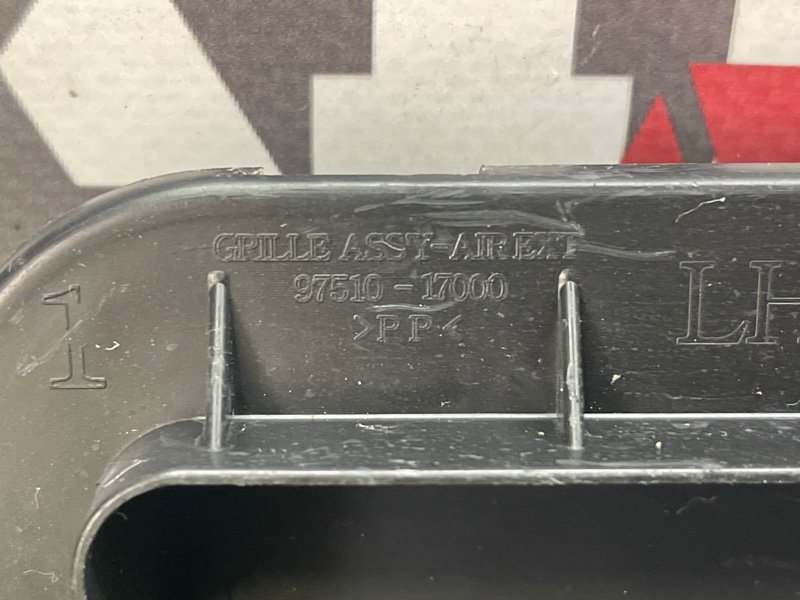 GRILLE ASSY-AIR EXT
97510-17000
>PP<
1
LH